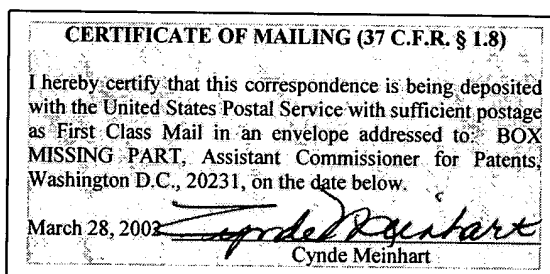 CERTIFICATE OF MAILING (37 C.F.R. § 1.8)
I hereby certify that this correspondence is being deposited
with the United States Postal Service with sufficient postage
as First Class Mail in an envelope addressed to: BOX
MISSING PART, Assistant Commissioner for Patents,
Washington D.C., 20231, on the date below.
March 28, Cynde Meinhart
Cynde Meinhart